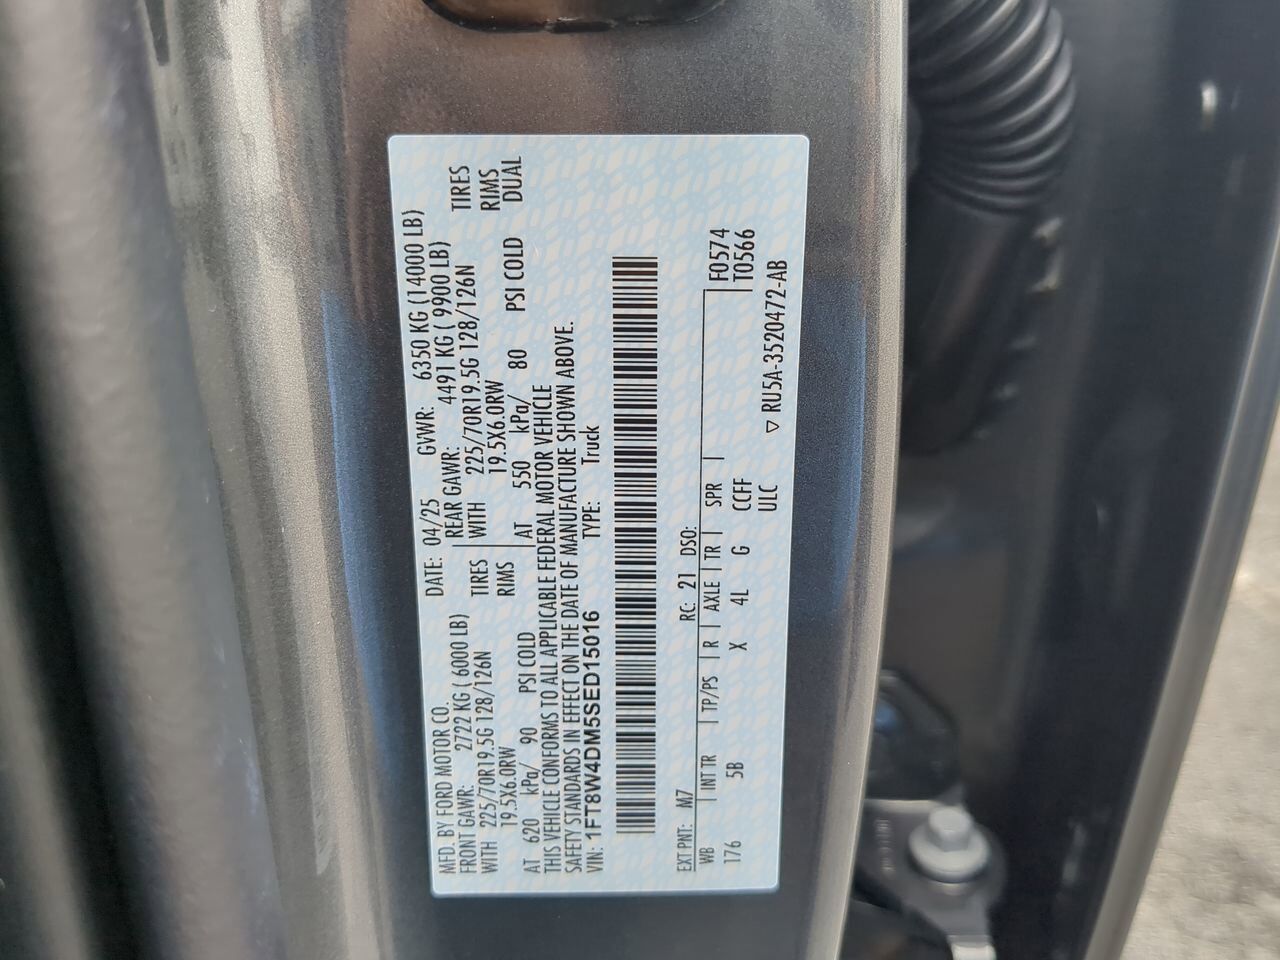 MFD. BY FORD MOTOR CO.
DATE: 04/25 GVWR: 6350 KG (14000 LB)
FRONT GAWR: 2722 KG ( 6000 LB)
REAR GAWR: 4491 KG ( 9900 LB)
WITH 225/70R19.5G 128/126N TIRES
WITH 225/70R19.5G 128/126N TIRES
19.5X6.0RW RIMS
19.5X6.0RW RIMS
AT 620 kPa/ 90 PSI COLD
AT 550 kPa/ 80 PSI COLD DUAL
THIS VEHICLE CONFORMS TO ALL APPLICABLE FEDERAL MOTOR VEHICLE
SAFETY STANDARDS IN EFFECT ON THE DATE OF MANUFACTURE SHOWN ABOVE.
VIN: 1FT8W4DM5SED15016 TYPE: Truck
EXT PNT: M7 RC: 21 DSO: F0574
WB | INT TR | TP/PS | R | AXLE | TR | SPR | T0566
176 5B X 4L G CCFF
ULC ▽ RU5A-3520472-AB